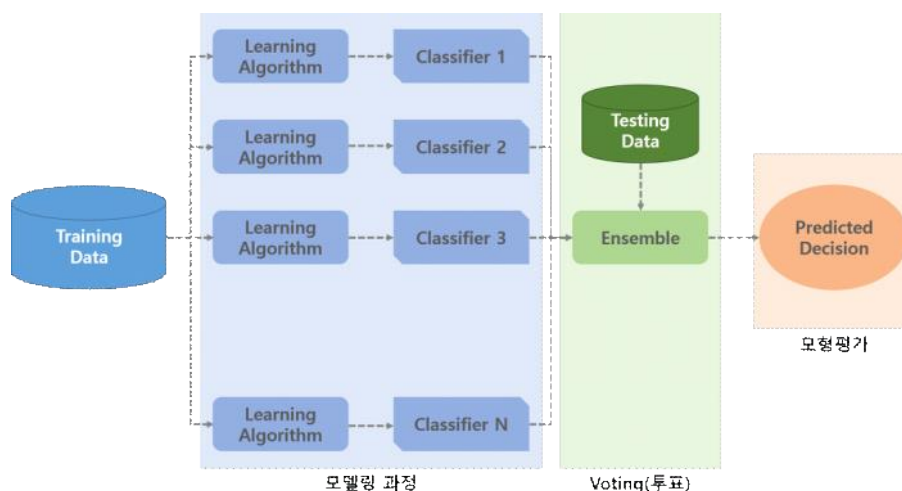 Learning
Algorithm
Classifier 1
Learning
Algorithm
Classifier 2
Training
Data
Learning
Algorithm
Classifier 3
Learning
Algorithm
Classifier N
모델링 과정
Testing
Data
Ensemble
Voting(투표)
Predicted
Decision
모형평가